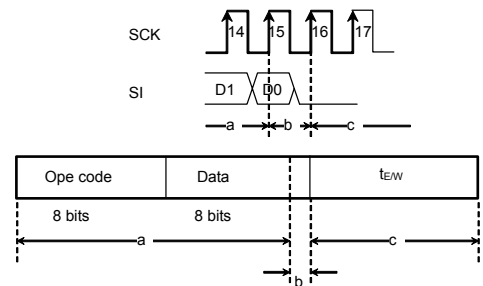 SCK 14 15 16 17
SI D1 D0
a b c
Ope code Data tE/W
8 bits 8 bits
a c
b